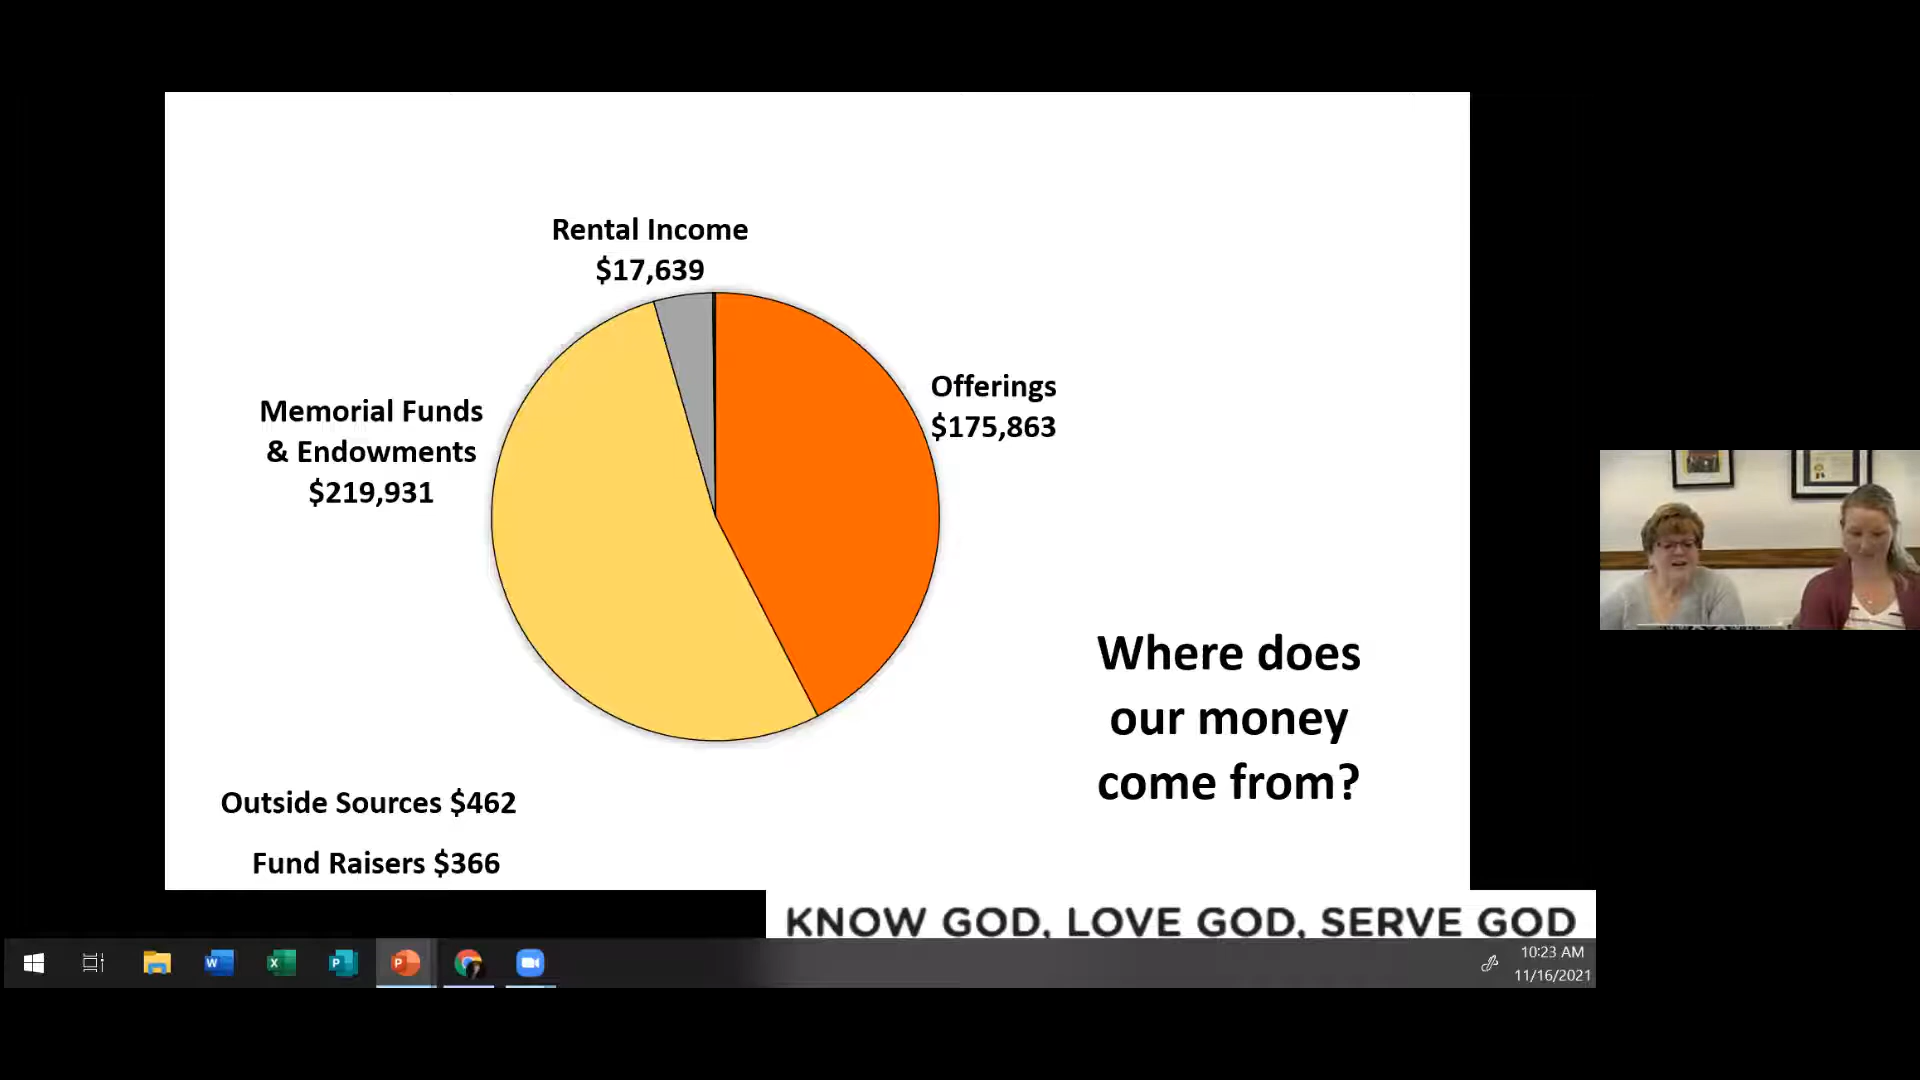 Rental Income
$17,639
Offerings
$175,863
Memorial Funds
& Endowments
$219,931
Where does
our money
come from?
Outside Sources $462
Fund Raisers $366
KNOW GOD, LOVE GOD, SERVE GOD
10:23 AM
11/16/2021